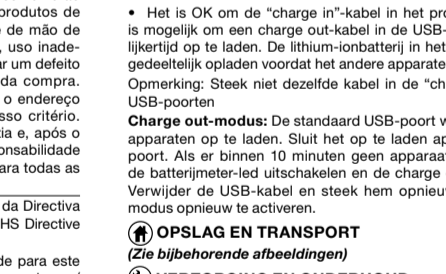 produtos de
de mão de
, uso inade-
ar um defeito
da compra.
o endereço
sso critério.
tia e, após o
onsabilidade
ara todas as
da Directiva
HS Directive
de para este
• Het is OK om de “charge in”-kabel in het pro
is mogelijk om een charge out-kabel in de USB-
lijkertijd op te laden. De lithium-ionbatterij in het
gedeeltelijk opladen voordat het andere apparate
Opmerking: Steek niet dezelfde kabel in de “ch
USB-poorten
Charge out-modus: De standaard USB-poort w
apparaten op te laden. Sluit het op te laden ap
poort. Als er binnen 10 minuten geen apparaa
de batterijmeter-led uitschakelen en de charge
Verwijder de USB-kabel en steek hem opnieu
modus opnieuw te activeren.
OPSLAG EN TRANSPORT
(Zie bijbehorende afbeeldingen)